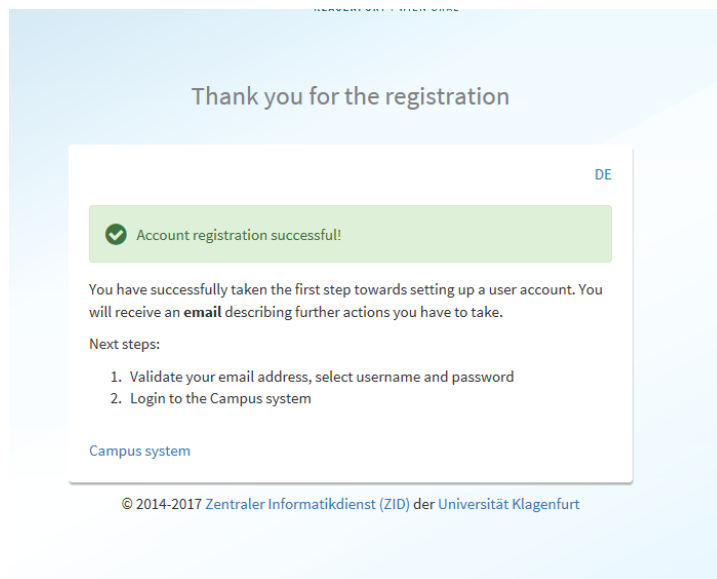 Thank you for the registration
DE
Account registration successful!
You have successfully taken the first step towards setting up a user account. You
will receive an email describing further actions you have to take.
Next steps:
1. Validate your email address, select username and password
2. Login to the Campus system
Campus system
© 2014-2017 Zentraler Informatikdienst (ZID) der Universität Klagenfurt